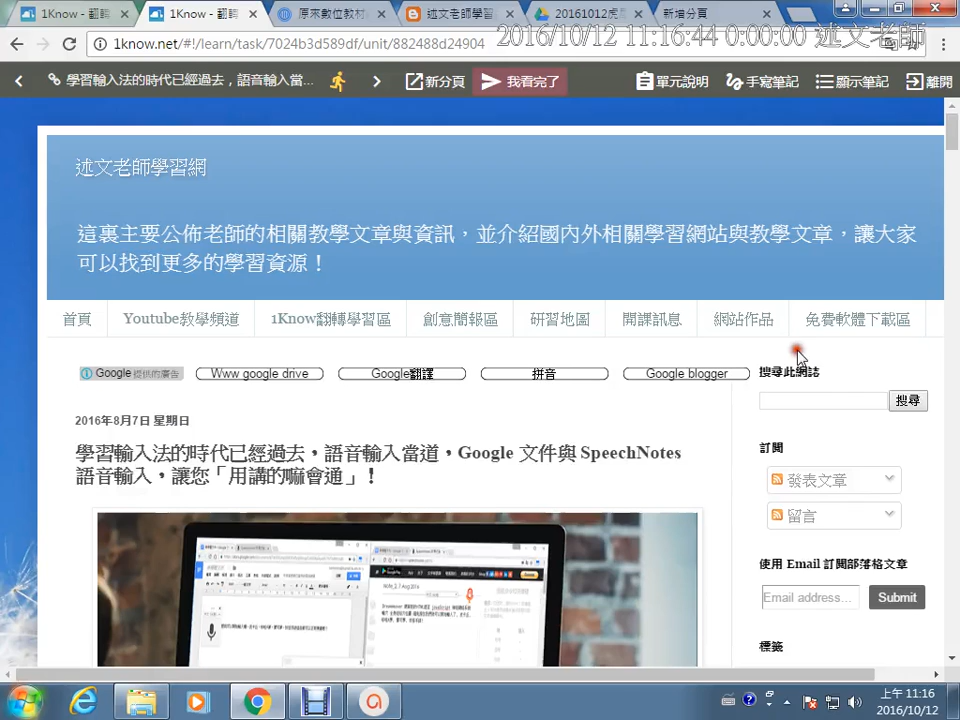 1Know - 翻轉
1Know - 翻轉
原來數位教材
述文老師學習
20161012虎尾
新增分頁
1know.net/#!/learn/task/7024b3d589df/unit/882488d24904
2016/10/12 11:16:44 0:00:00 述文老師
學習輸入法的時代已經過去，語音輸入當...
新分頁
我看完了
單元說明
手寫筆記
顯示筆記
離開
述文老師學習網
這裏主要公佈老師的相關教學文章與資訊，並介紹國內外相關學習網站與教學文章，讓大家
可以找到更多的學習資源！
首頁 Youtube教學頻道 1Know翻轉學習區 創意簡報區 研習地圖 開課訊息 網站作品 免費軟體下載區
Google 提供的廣告
Www google drive
Google翻譯
拼音
Google blogger
搜尋此網誌
搜尋
2016年8月7日 星期日
學習輸入法的時代已經過去，語音輸入當道，Google 文件與 SpeechNotes
語音輸入，讓您「用講的嘛會通」！
訂閱
發表文章
留言
使用 Email 訂閱部落格文章
Email address...
Submit
標籤
上午 11:16
2016/10/12